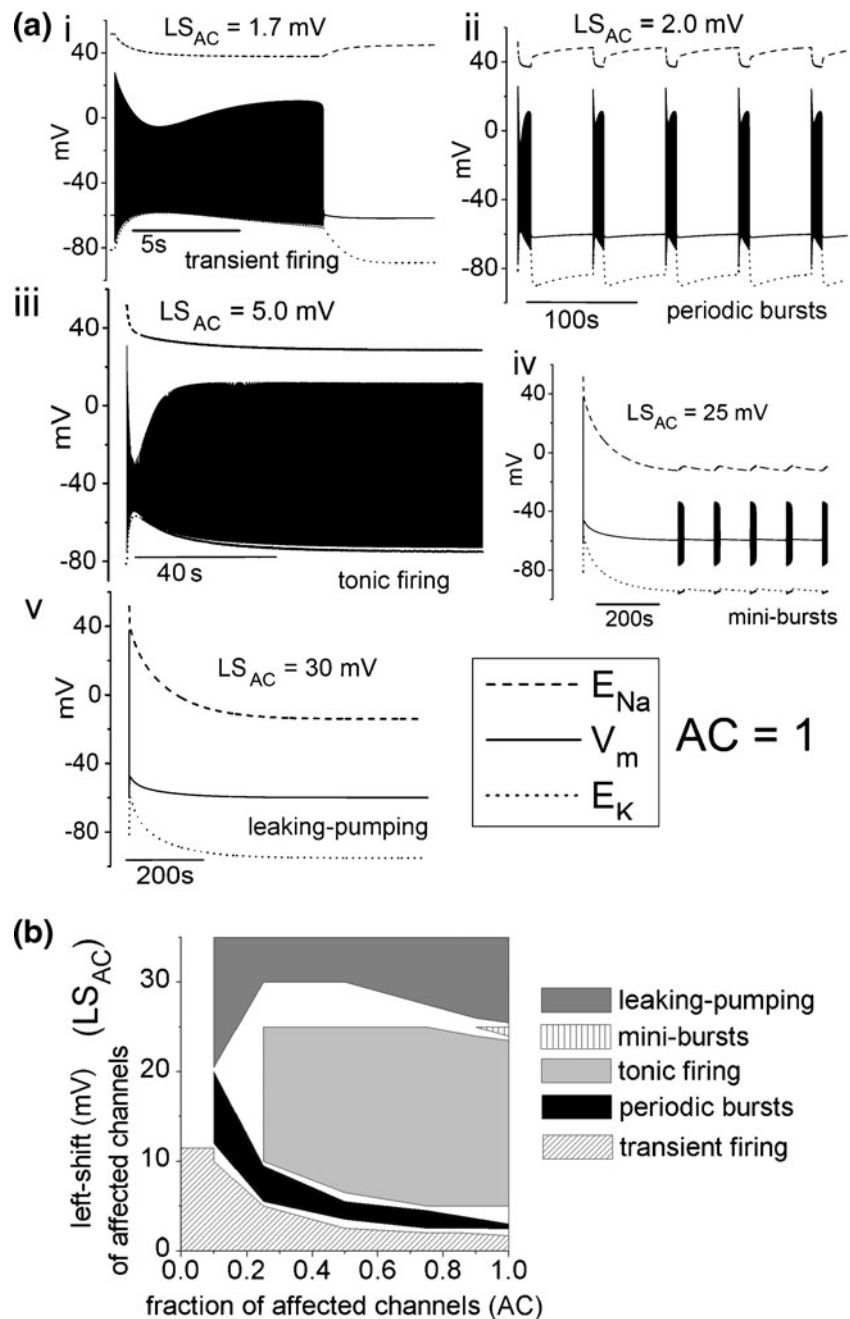 (a)
i
LS_AC = 1.7 mV
40
0
-40
-80
mV
5s
transient firing
ii
LS_AC = 2.0 mV
60
0
-60
mV
100s
periodic bursts
iii
LS_AC = 5.0 mV
40
0
-40
-80
mV
40 s
tonic firing
iv
LS_AC = 25 mV
40
0
-40
-80
mV
200s
mini-bursts
v
LS_AC = 30 mV
40
0
-40
-80
mV
200s
leaking-pumping
E_Na
V_m
E_K
AC = 1
(b)
left-shift (mV) (LS_AC)
of affected channels
30
20
10
0
0.0 0.2 0.4 0.6 0.8 1.0
fraction of affected channels (AC)
leaking-pumping
mini-bursts
tonic firing
periodic bursts
transient firing